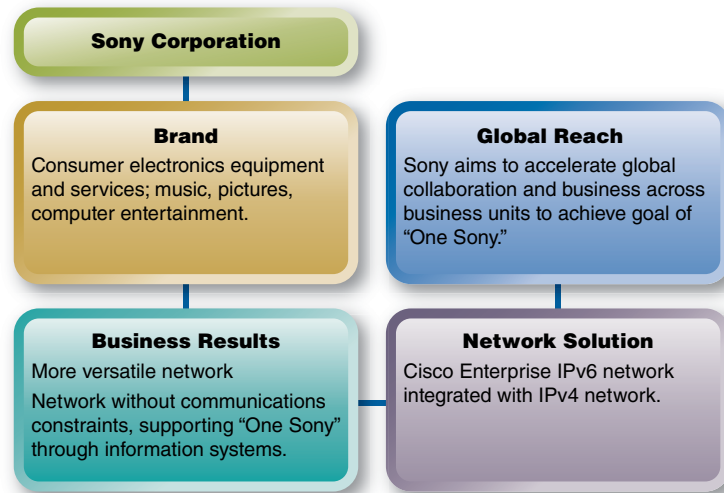 Sony Corporation
Brand
Consumer electronics equipment
and services; music, pictures,
computer entertainment.
Global Reach
Sony aims to accelerate global
collaboration and business across
business units to achieve goal of
“One Sony.”
Business Results
More versatile network
Network without communications
constraints, supporting “One Sony”
through information systems.
Network Solution
Cisco Enterprise IPv6 network
integrated with IPv4 network.